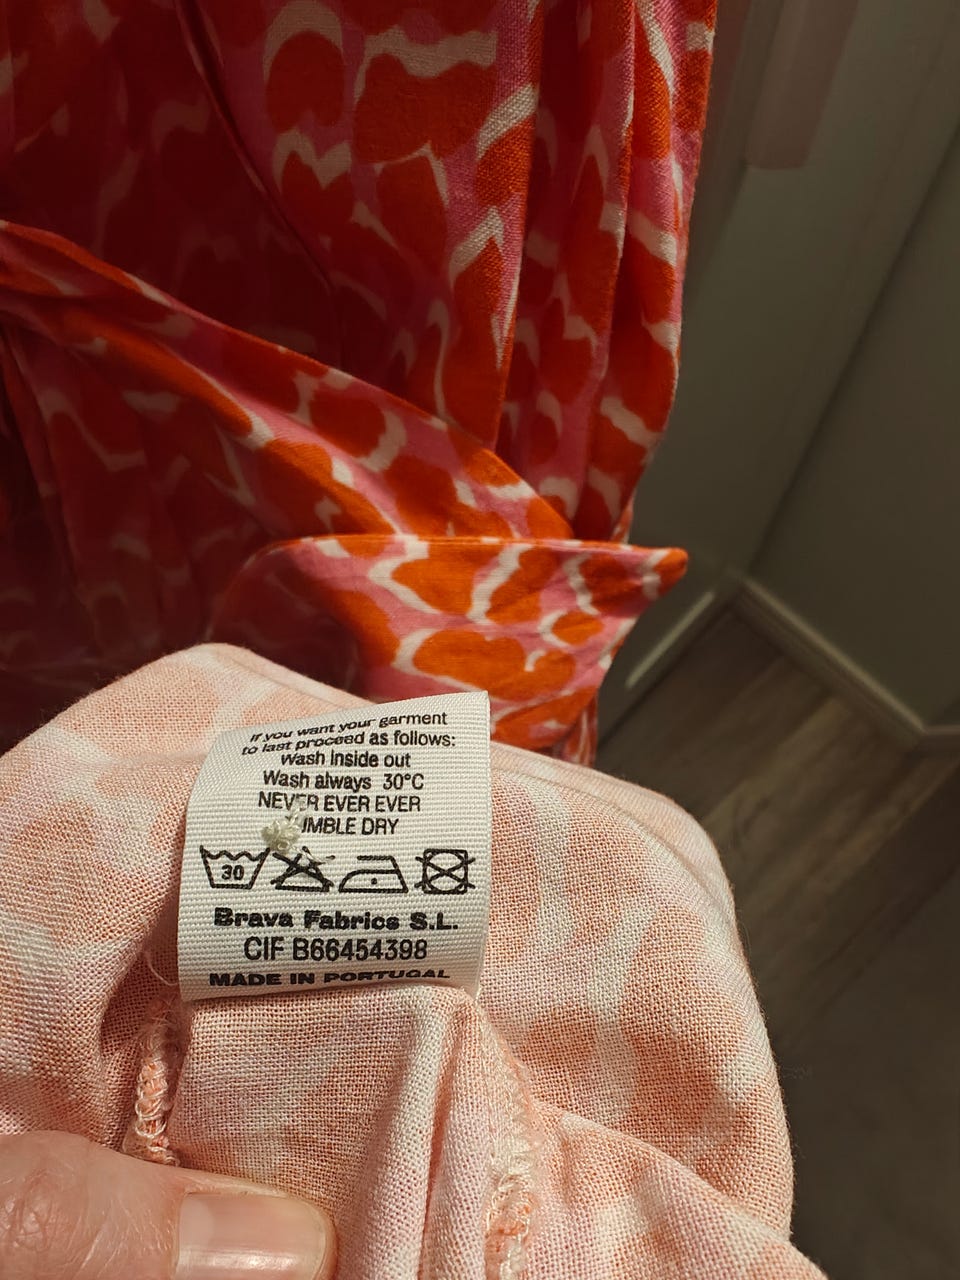 If you want your garment
to last proceed as follows:
Wash inside out
Wash always 30°C
NEVER EVER EVER
DRY
30
Brava Fabrics S.L.
CIF B66454398
MADE IN PORTUGAL